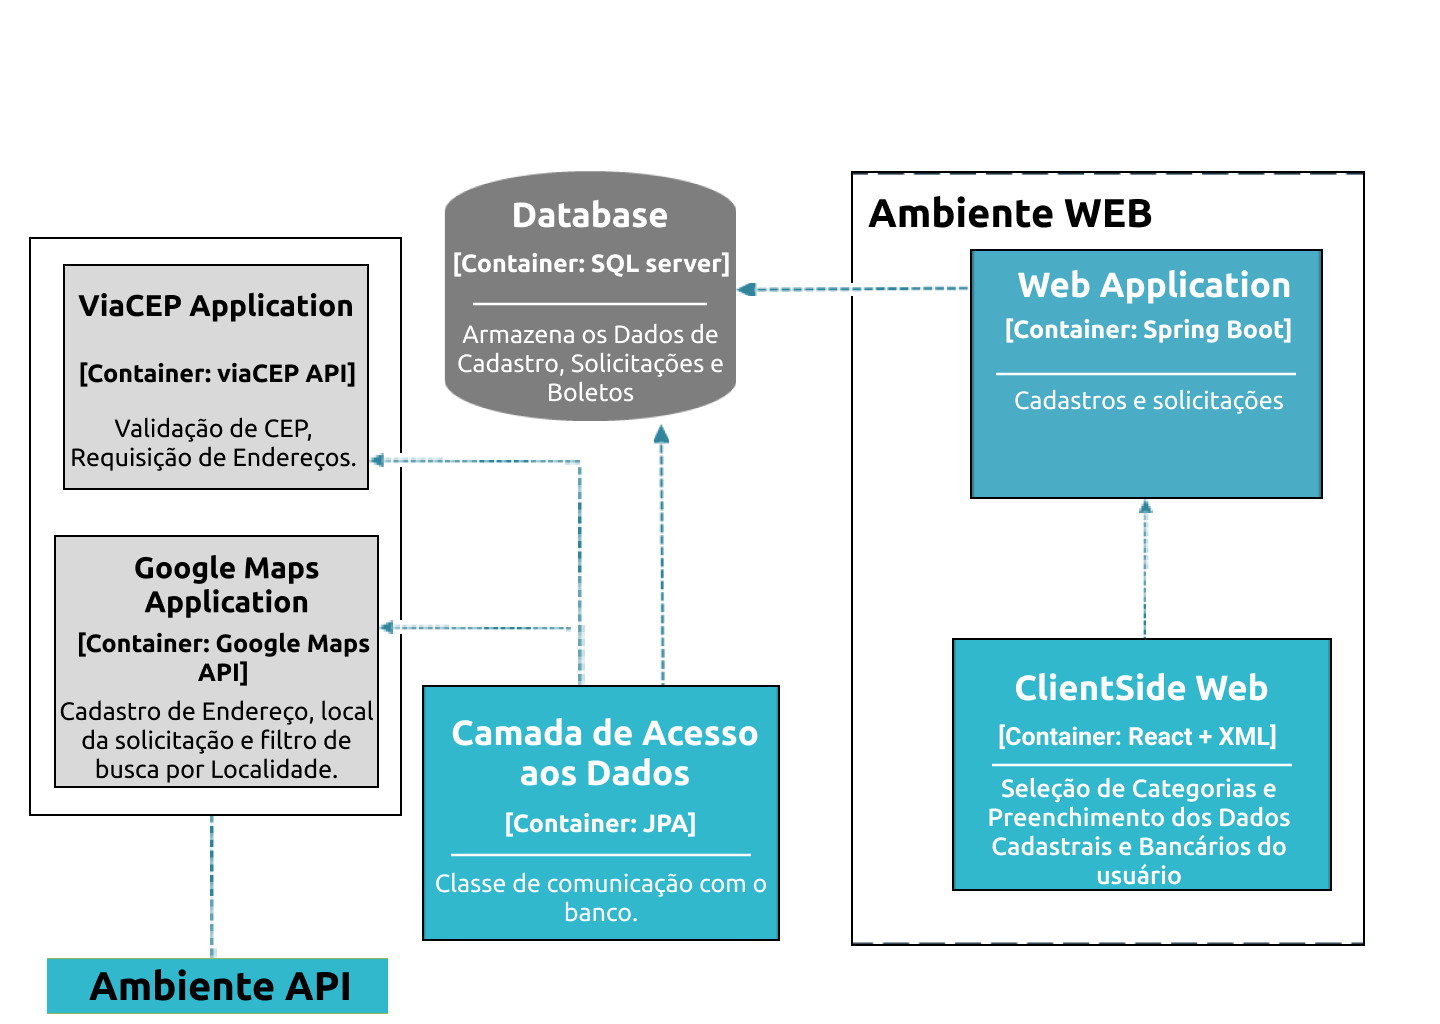 Database
[Container: SQL server]
Armazena os Dados de
Cadastro, Solicitações e
Boletos
Ambiente WEB
Web Application
[Container: Spring Boot]
Cadastros e solicitações
ViaCEP Application
[Container: viaCEP API]
Validação de CEP,
Requisição de Endereços.
Google Maps
Application
[Container: Google Maps
API]
Cadastro de Endereço, local
da solicitação e filtro de
busca por Localidade.
Camada de Acesso
aos Dados
[Container: JPA]
Classe de comunicação com o
banco.
ClientSide Web
[Container: React + XML]
Seleção de Categorias e
Preenchimento dos Dados
Cadastrais e Bancários do
usuário
Ambiente API